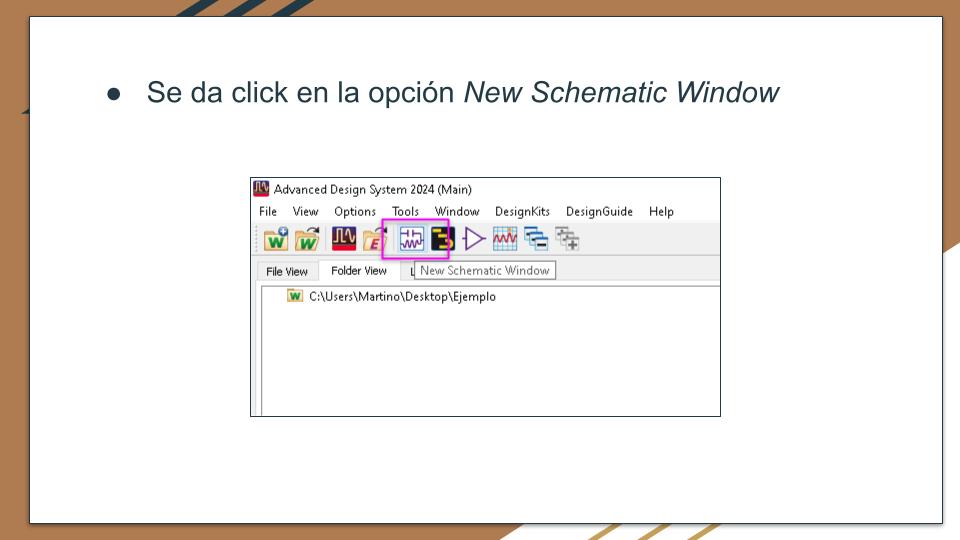 ● Se da click en la opción New Schematic Window
Advanced Design System 2024 (Main)
File View Options Tools Window DesignKits DesignGuide Help
File View Folder View L New Schematic Window
C:\Users\Martino\Desktop\Ejemplo